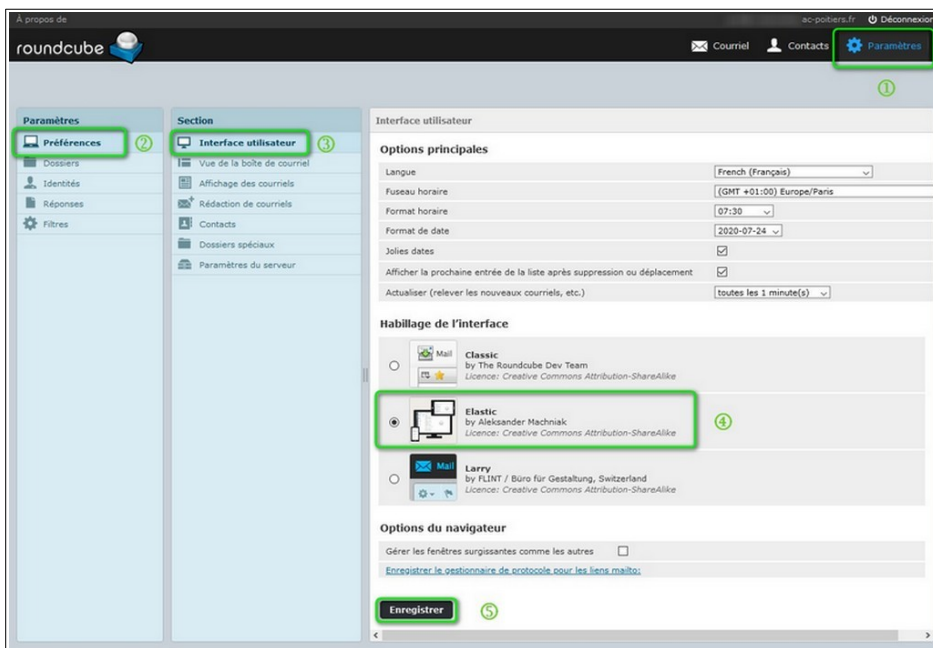 À propos de
ac-poitiers.fr Déconnexion
roundcube
Courriel Contacts Paramètres
①
Paramètres
Préférences ②
Dossiers
Identités
Réponses
Filtres
Section
Interface utilisateur ③
Vue de la boîte de courriel
Affichage des courriels
Rédaction de courriels
Contacts
Dossiers spéciaux
Paramètres du serveur
Interface utilisateur
Options principales
Langue French (Français)
Fuseau horaire (GMT +01:00) Europe/Paris
Format horaire 07:30
Format de date 2020-07-24
Jolies dates
Afficher la prochaine entrée de la liste après suppression ou déplacement
Actualiser (relever les nouveaux courriels, etc.) toutes les 1 minute(s)
Habillage de l'interface
Mail
Classic
by The Roundcube Dev Team
Licence: Creative Commons Attribution-ShareAlike
Elastic
by Aleksander Machniak
Licence: Creative Commons Attribution-ShareAlike
④
Mail
Larry
by FLINT / Büro für Gestaltung, Switzerland
Licence: Creative Commons Attribution-ShareAlike
Options du navigateur
Gérer les fenêtres surgissantes comme les autres
Enregistrer le gestionnaire de protocole pour les liens mailto:
Enregistrer ⑤